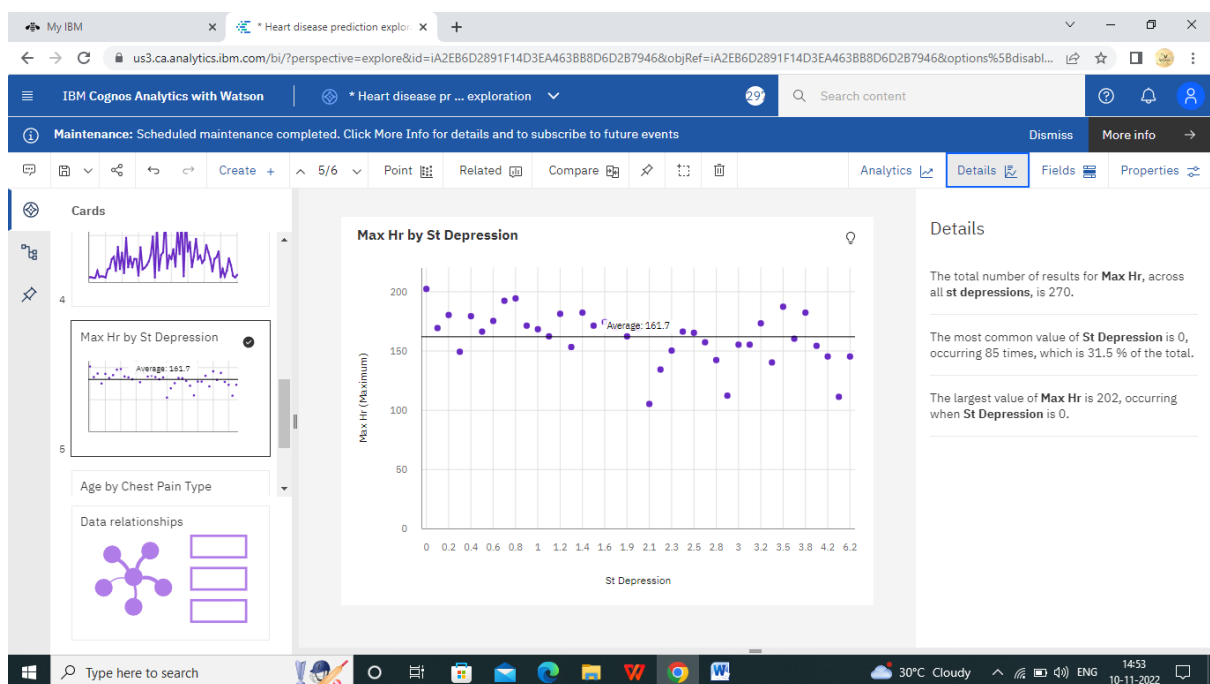 My IBM
* Heart disease prediction explor
us3.ca.analytics.ibm.com/bi/?perspective=explore&id=iA2EB6D2891F14D3EA463BB8D6D2B7946&objRef=iA2EB6D2891F14D3EA463BB8D6D2B7946&options%5Bdisabl...
IBM Cognos Analytics with Watson
* Heart disease pr ... exploration
Search content
Maintenance: Scheduled maintenance completed. Click More Info for details and to subscribe to future events
Dismiss
More info
Create +
5/6
Point
Related
Compare
Analytics
Details
Fields
Properties
Cards
4
Max Hr by St Depression
Average: 161.7
5
Age by Chest Pain Type
Data relationships
Max Hr by St Depression
Max Hr (Maximum)
200
150
100
50
0
Average: 161.7
0 0.2 0.4 0.6 0.8 1 1.2 1.4 1.6 1.9 2.1 2.3 2.5 2.8 3 3.2 3.5 3.8 4.2 6.2
St Depression
Details
The total number of results for Max Hr, across
all st depressions, is 270.
The most common value of St Depression is 0,
occurring 85 times, which is 31.5 % of the total.
The largest value of Max Hr is 202, occurring
when St Depression is 0.
Type here to search
30°C Cloudy
ENG
14:53
10-11-2022